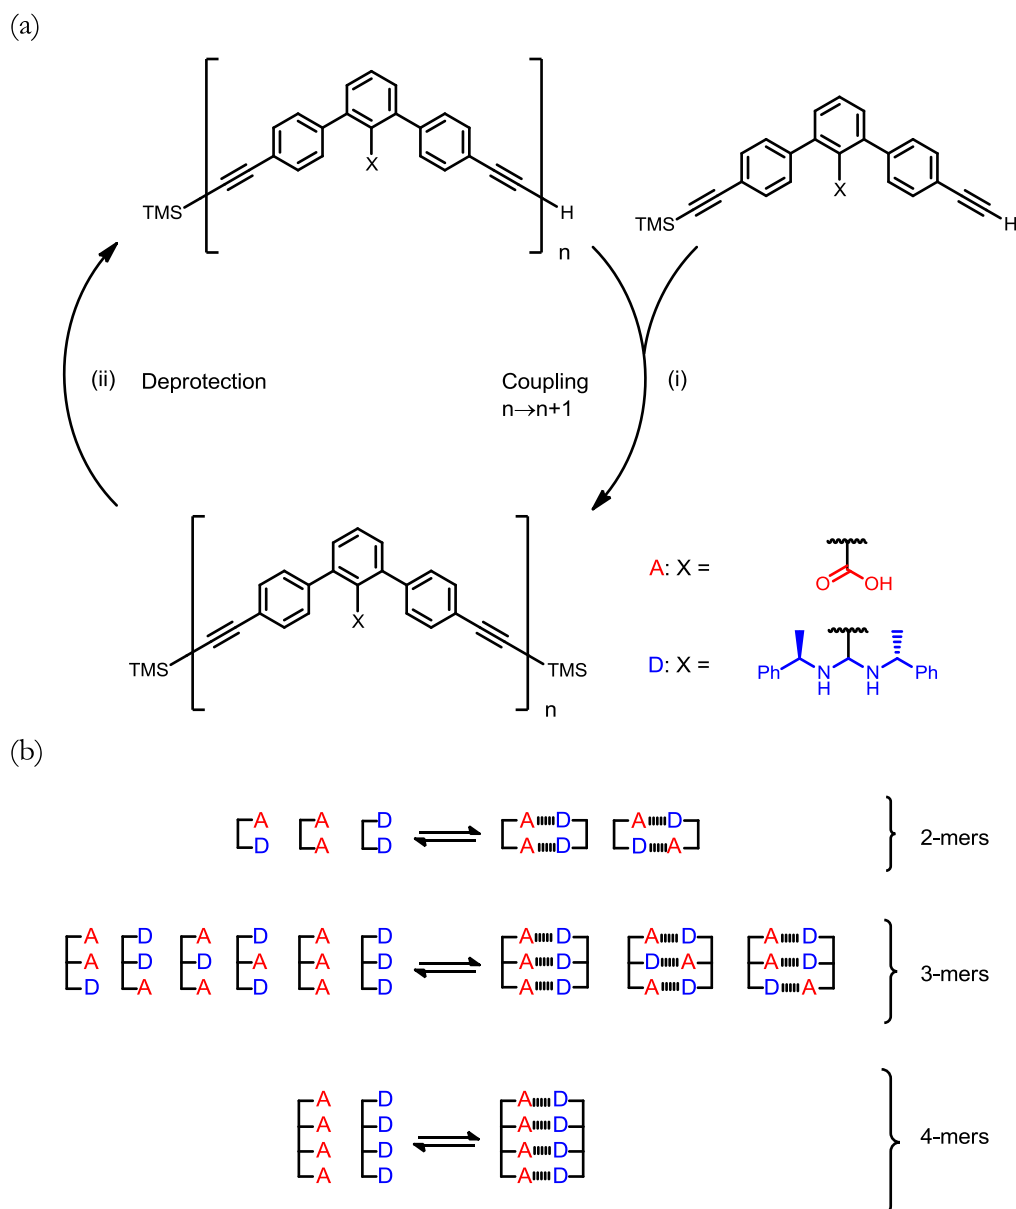 (a)
X
TMS
H
n
X
TMS
H
(ii)
Deprotection
Coupling
n→n+1
(i)
X
TMS
TMS
n
A: X =
O
OH
D: X =
Ph
N
H
N
H
Ph
(b)
A A D A D D A
D A D A D D A
2-mers
A D A D A D A D A D A D
A D D A A D A D D A A D
D A A D A D A D A D D A
3-mers
A D A D
A D A D
A D A D
A D A D
4-mers